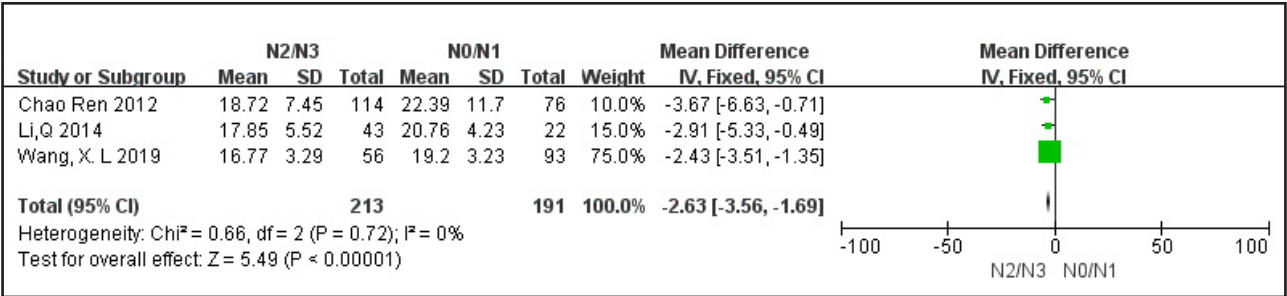 N2/N3 N0/N1 Mean Difference Mean Difference
Study or Subgroup Mean SD Total Mean SD Total Weight IV, Fixed, 95% CI IV, Fixed, 95% CI
Chao Ren 2012 18.72 7.45 114 22.39 11.7 76 10.0% -3.67 [-6.63, -0.71]
Li,Q 2014 17.85 5.52 43 20.76 4.23 22 15.0% -2.91 [-5.33, -0.49]
Wang, X. L 2019 16.77 3.29 56 19.2 3.23 93 75.0% -2.43 [-3.51, -1.35]
Total (95% CI) 213 191 100.0% -2.63 [-3.56, -1.69]
Heterogeneity: Chi² = 0.66, df = 2 (P = 0.72); I² = 0%
Test for overall effect: Z = 5.49 (P < 0.00001)
-100 -50 0 50 100
N2/N3 N0/N1